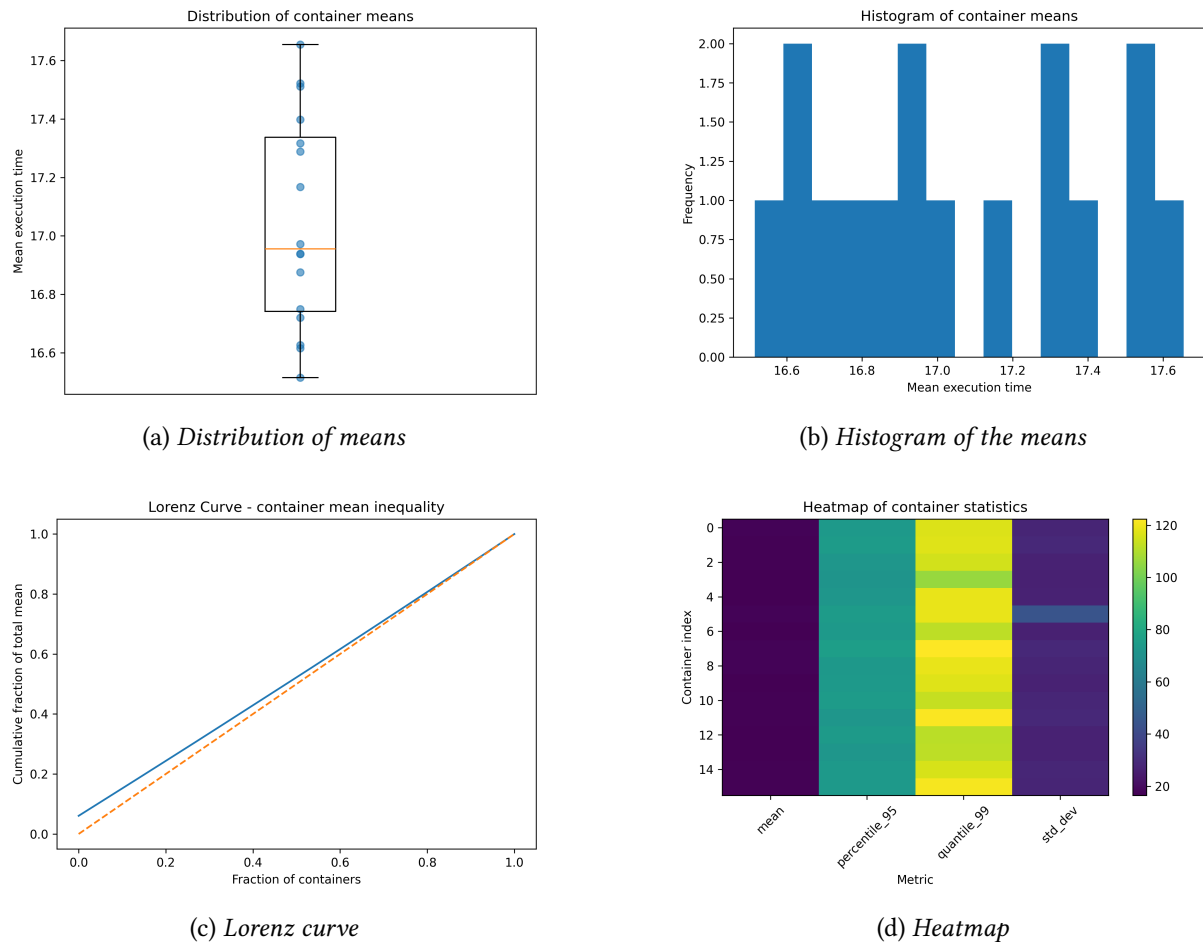 Distribution of container means
17.6
17.4
17.2
17.0
16.8
16.6
Mean execution time
(a) Distribution of means
Histogram of container means
2.00
1.75
1.50
1.25
1.00
0.75
0.50
0.25
0.00
Frequency
16.6 16.8 17.0 17.2 17.4 17.6
Mean execution time
(b) Histogram of the means
Lorenz Curve - container mean inequality
1.0
0.8
0.6
0.4
0.2
0.0
Cumulative fraction of total mean
0.0 0.2 0.4 0.6 0.8 1.0
Fraction of containers
(c) Lorenz curve
Heatmap of container statistics
0
2
4
6
8
10
12
14
Container index
mean percentile_95 quantile_99 std_dev
Metric
120
100
80
60
40
20
(d) Heatmap